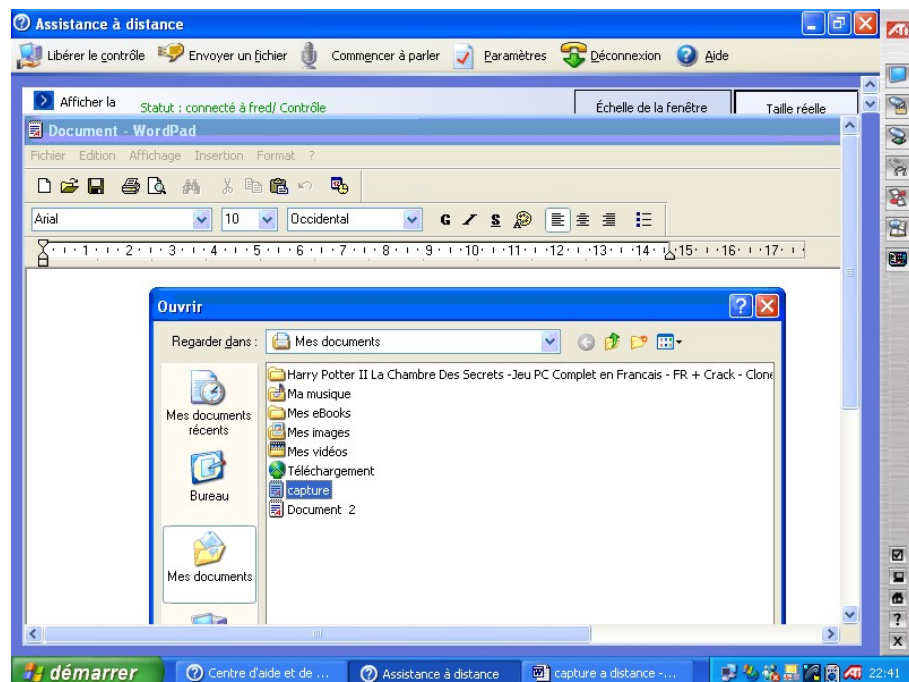 Assistance à distance
Libérer le contrôle Envoyer un fichier Commencer à parler Paramètres Déconnexion Aide
Afficher la Statut : connecté à fred/ Contrôle Échelle de la fenêtre Taille réelle
Document - WordPad
Fichier Edition Affichage Insertion Format ?
Arial 10 Occidental G I S
1 2 3 4 5 6 7 8 9 10 11 12 13 14 15 16 17
Ouvrir
Regarder dans : Mes documents
Harry Potter II La Chambre Des Secrets -Jeu PC Complet en Francais - FR + Crack - Clone
Ma musique
Mes eBooks
Mes images
Mes vidéos
Téléchargement
capture
Document 2
Mes documents
récents
Bureau
Mes documents
démarrer Centre d'aide et de ... Assistance à distance capture a distance -... ATI 22:41